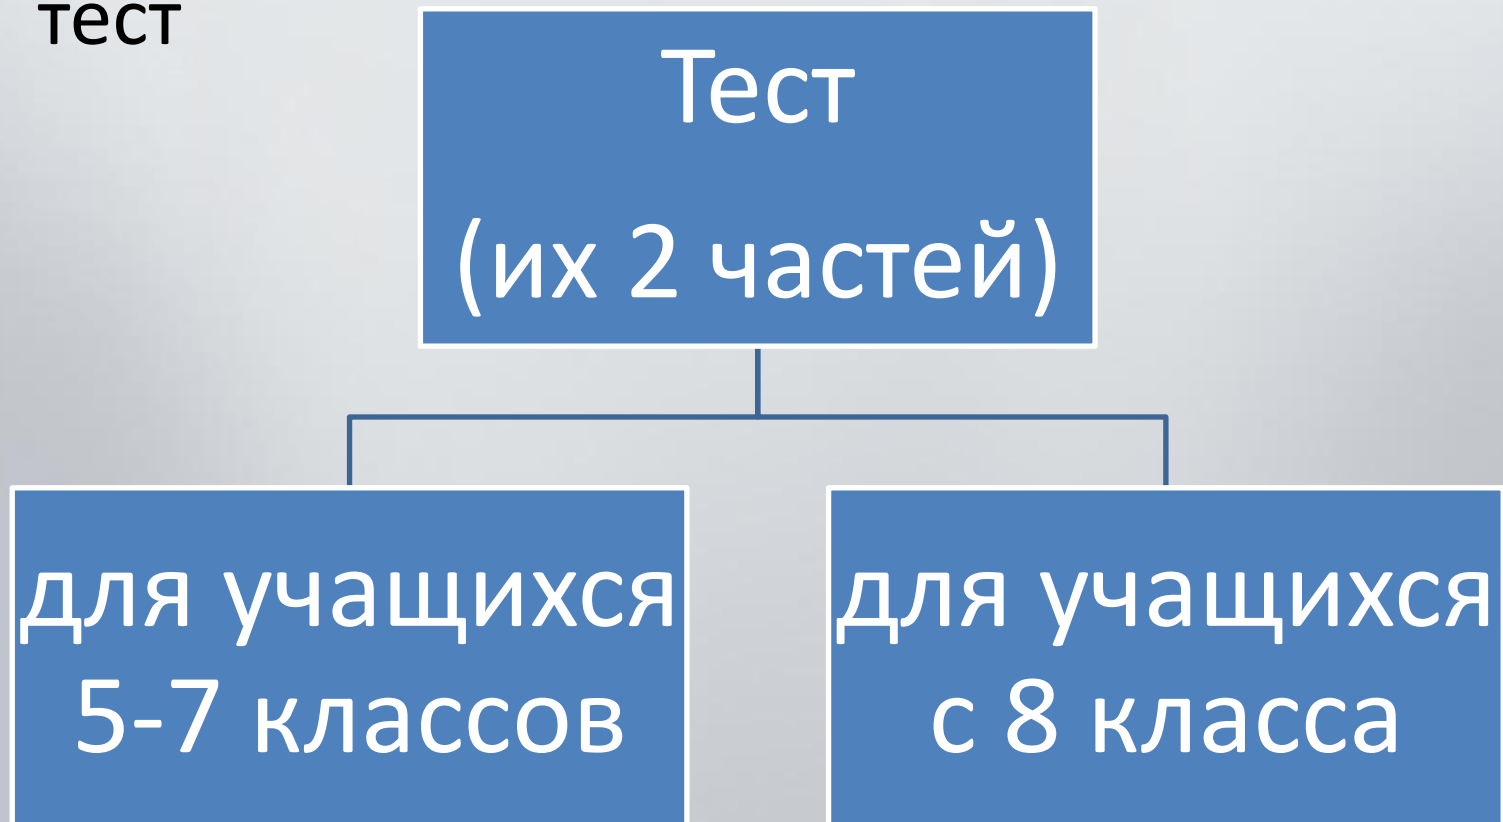 тест
Тест
(их 2 частей)
для учащихся
5-7 классов
для учащихся
с 8 класса